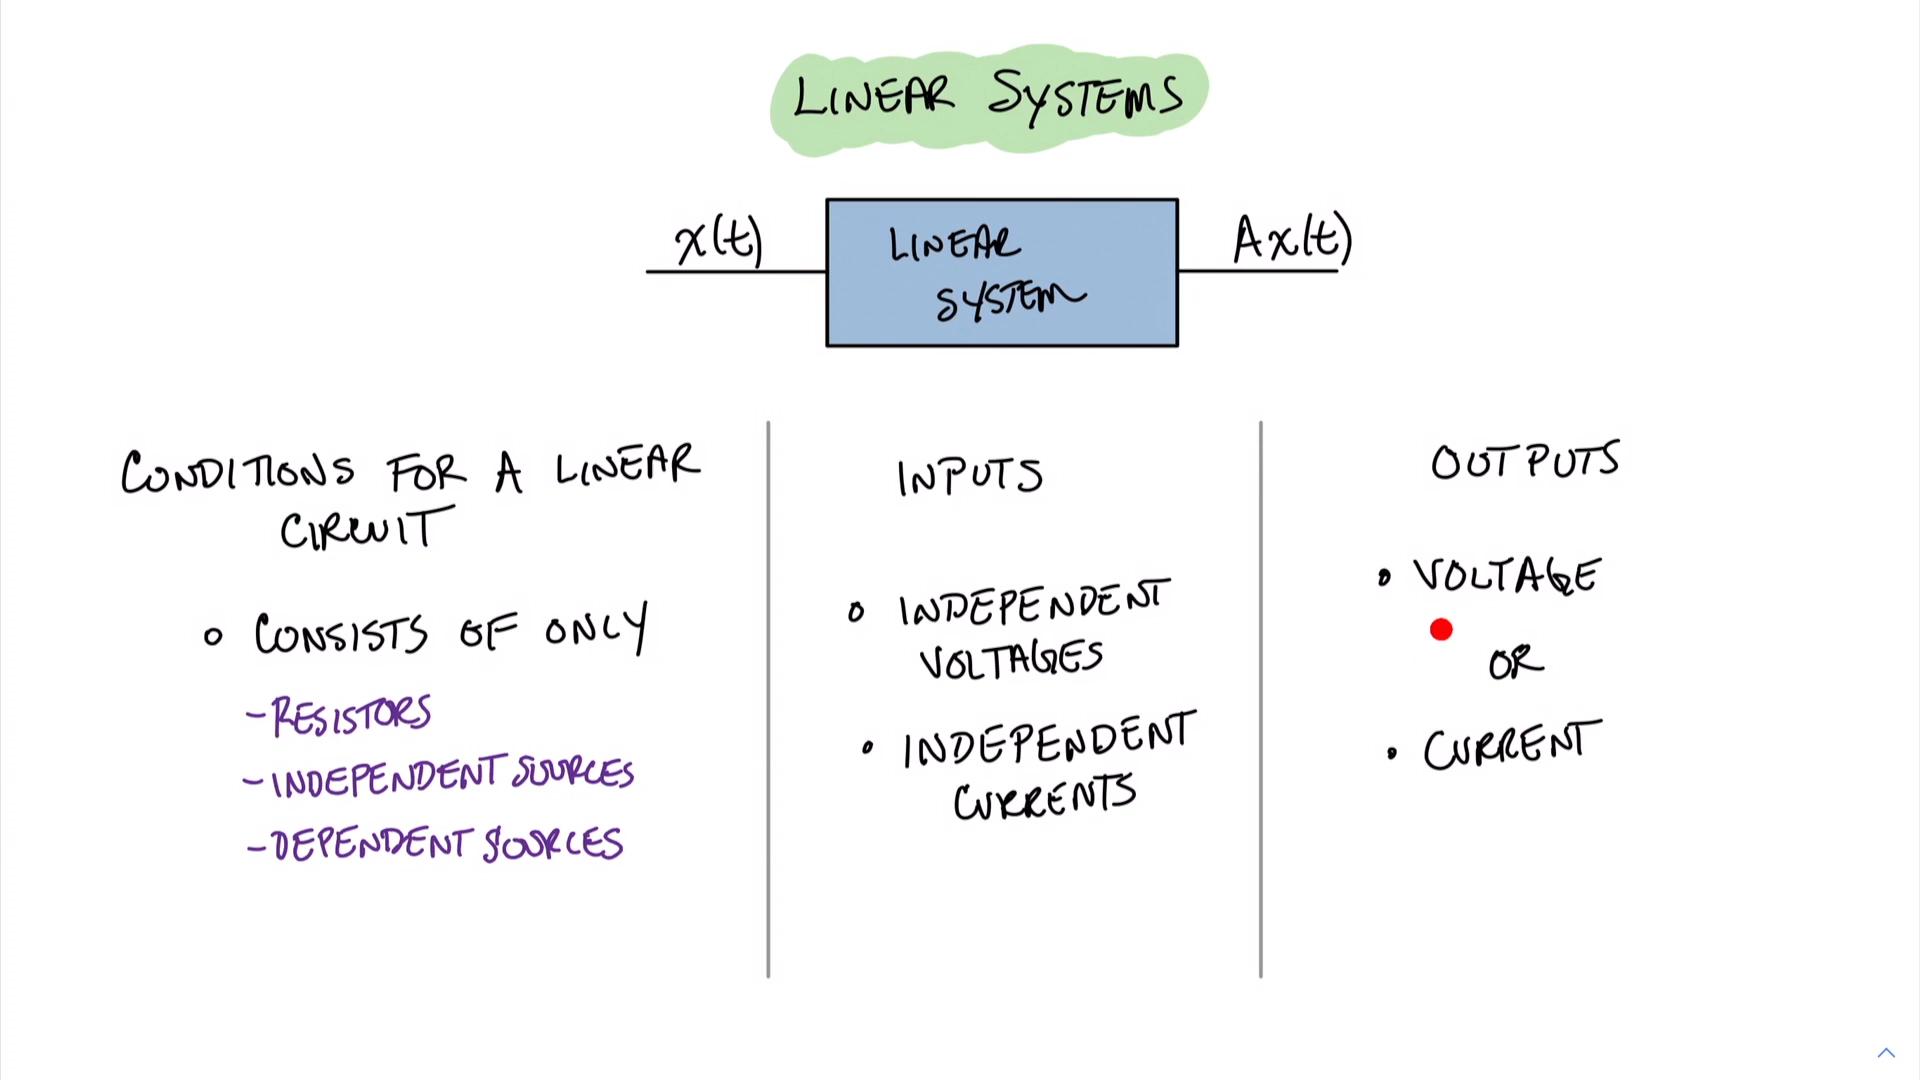 LINEAR SYSTEMS
x(t)
LINEAR
SYSTEM
Ax(t)
CONDITIONS FOR A LINEAR
CIRCUIT
• CONSISTS OF ONLY
- RESISTORS
- INDEPENDENT SOURCES
- DEPENDENT SOURCES
INPUTS
• INDEPENDENT
VOLTAGES
• INDEPENDENT
CURRENTS
OUTPUTS
• VOLTAGE
OR
• CURRENT